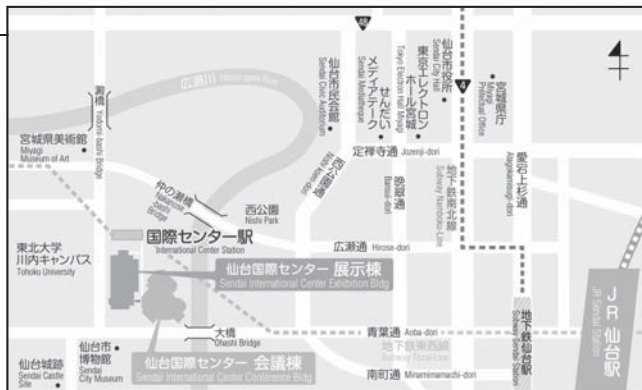 48
4
広瀬川 Hirose-gawa River
澱橋
Yodomi-bashi Bridge
宮城県美術館
Miyagi
Museum of Art
仙台市民会館
Sendai Civic Auditorium
せんだい
メディアテーク
Sendai Mediatheque
東京エレクトロン
ホール宮城
Tokyo Electron Hall Miyagi
仙台市役所
Sendai City Hall
宮城県庁
Miyagi
Prefectual Office
定禅寺通 Jozenji-dori
西公園通
Nishi koen-dori
晩翠通
Bansui-dori
地下鉄南北線
Subway Namboku-Line
愛宕上杉通
Atagokamisugi-dori
仲の瀬橋
Nakanose
-bashi
Bridge
西公園
Nishi Park
国際センター駅
International Center Station
広瀬通 Hirose-dori
東北大学
川内キャンパス
Tohoku University
仙台国際センター 展示棟
Sendai International Center Exhibition Bldg.
大橋
Ohashi Bridge
青葉通 Aoba-dori
地下鉄東西線
Subway Tozai-Line
地下鉄仙台駅
Subway Sendai Station
JR 仙台駅
JR Sendai Station
仙台城跡
Sendai Castle
Site
仙台市
博物館
Sendai
City Museum
仙台国際センター 会議棟
Sendai International Center Conference Bldg.
南町通 Minamimachi-dori